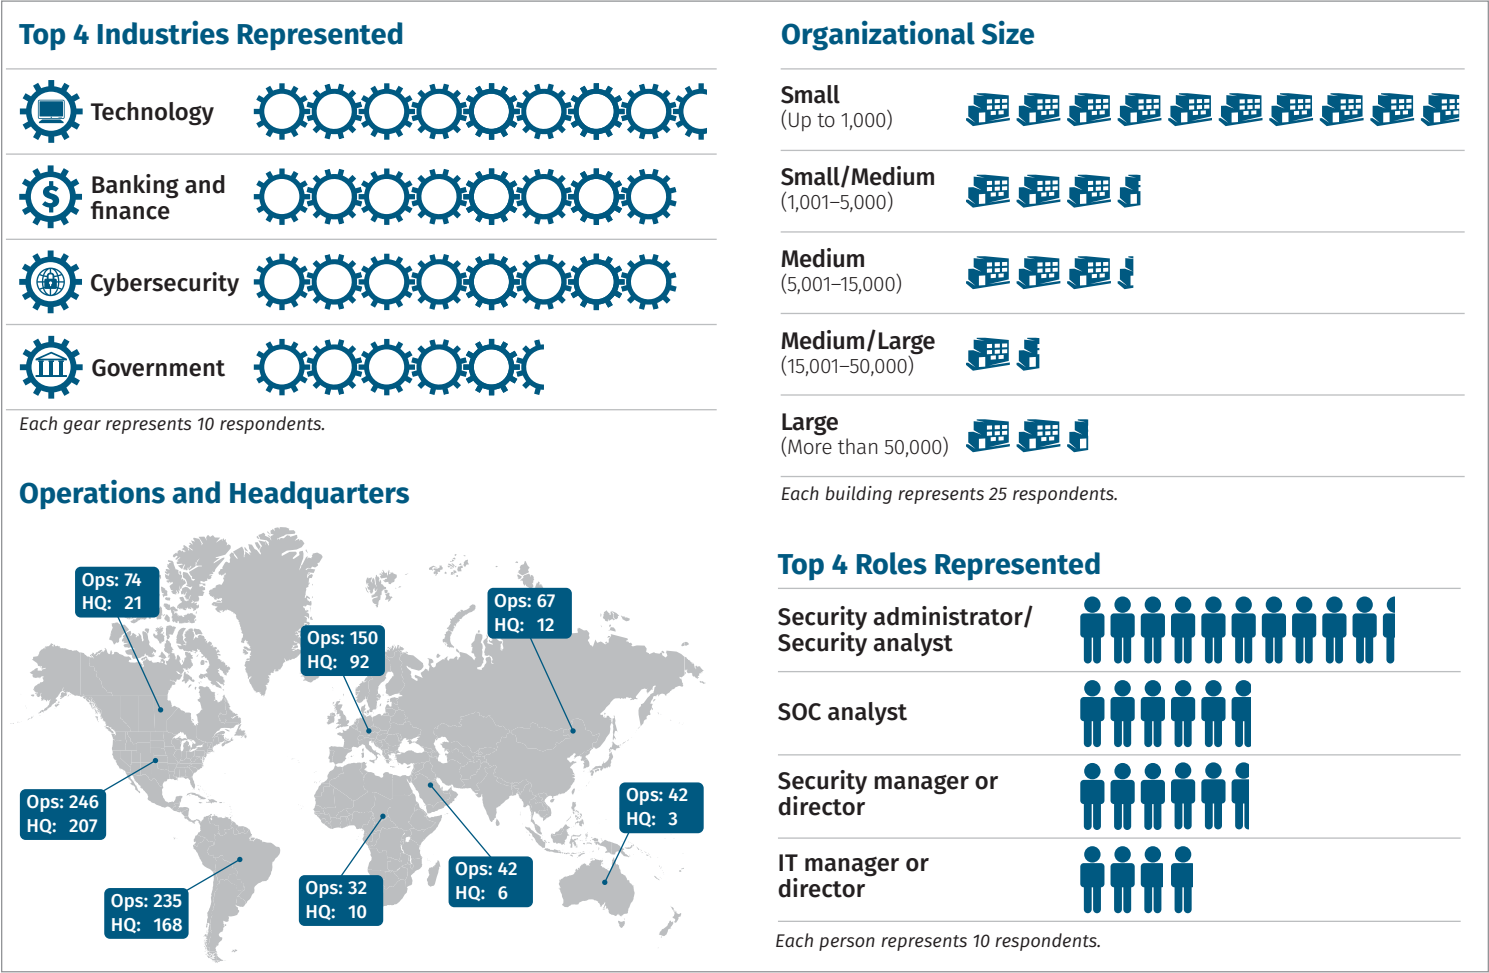 Top 4 Industries Represented
Technology
$
Banking and
finance
Cybersecurity
Government
Each gear represents 10 respondents.
Operations and Headquarters
Ops: 74
HQ: 21
Ops: 150
HQ: 92
Ops: 67
HQ: 12
Ops: 246
HQ: 207
Ops: 42
HQ: 3
Ops: 235
HQ: 168
Ops: 32
HQ: 10
Ops: 42
HQ: 6
Organizational Size
Small
(Up to 1,000)
Small/Medium
(1,001–5,000)
Medium
(5,001–15,000)
Medium/Large
(15,001–50,000)
Large
(More than 50,000)
Each building represents 25 respondents.
Top 4 Roles Represented
Security administrator/
Security analyst
SOC analyst
Security manager or
director
IT manager or
director
Each person represents 10 respondents.